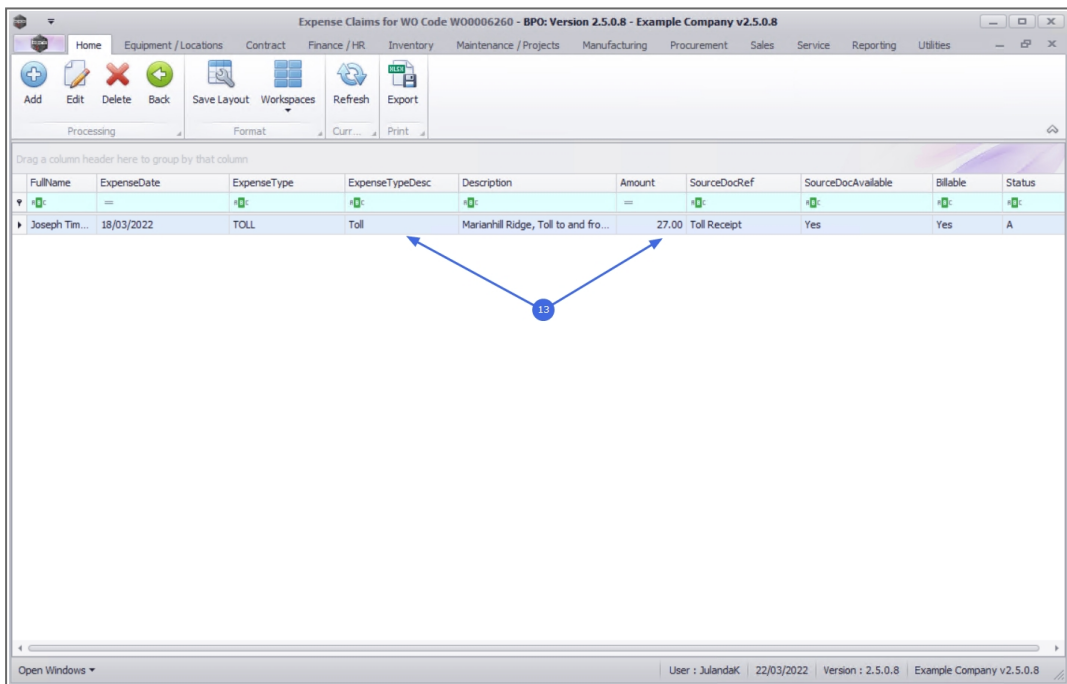 Expense Claims for WO Code WO0006260 - BPO: Version 2.5.0.8 - Example Company v2.5.0.8
Home Equipment / Locations Contract Finance / HR Inventory Maintenance / Projects Manufacturing Procurement Sales Service Reporting Utilities
Add Edit Delete Back Save Layout Workspaces Refresh Export
Processing Format Curr... Print
Drag a column header here to group by that column
FullName ExpenseDate ExpenseType ExpenseTypeDesc Description Amount SourceDocRef SourceDocAvailable Billable Status
Joseph Tim... 18/03/2022 TOLL Toll Marianhill Ridge, Toll to and fro... 27.00 Toll Receipt Yes Yes A
13
Open Windows User : JulandaK 22/03/2022 Version : 2.5.0.8 Example Company v2.5.0.8